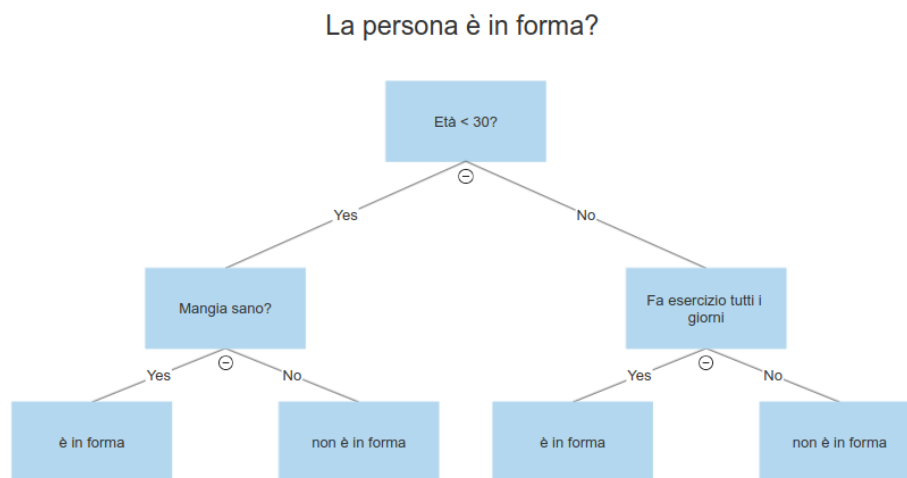 La persona è in forma?
Età < 30?
Yes
No
Mangia sano?
Fa esercizio tutti i
giorni
Yes
No
Yes
No
è in forma
non è in forma
è in forma
non è in forma